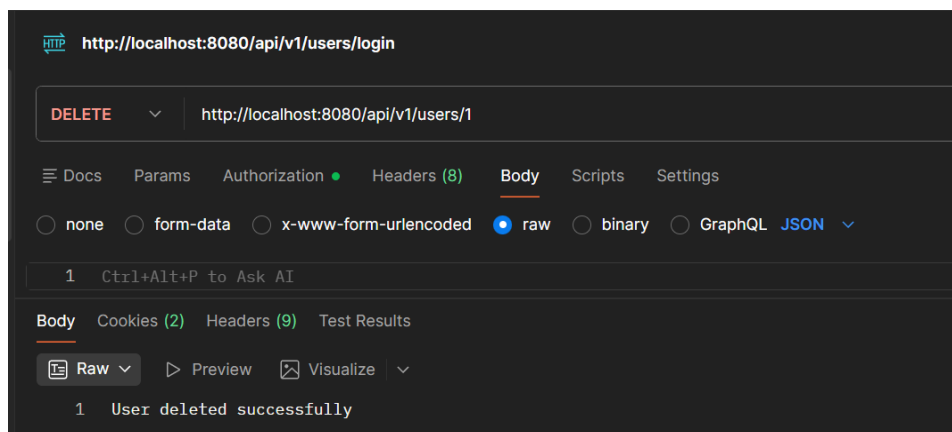 HTTP http://localhost:8080/api/v1/users/login
DELETE http://localhost:8080/api/v1/users/1
Docs Params Authorization Headers (8) Body Scripts Settings
none form-data x-www-form-urlencoded raw binary GraphQL JSON
1 Ctrl+Alt+P to Ask AI
Body Cookies (2) Headers (9) Test Results
Raw Preview Visualize
1 User deleted successfully